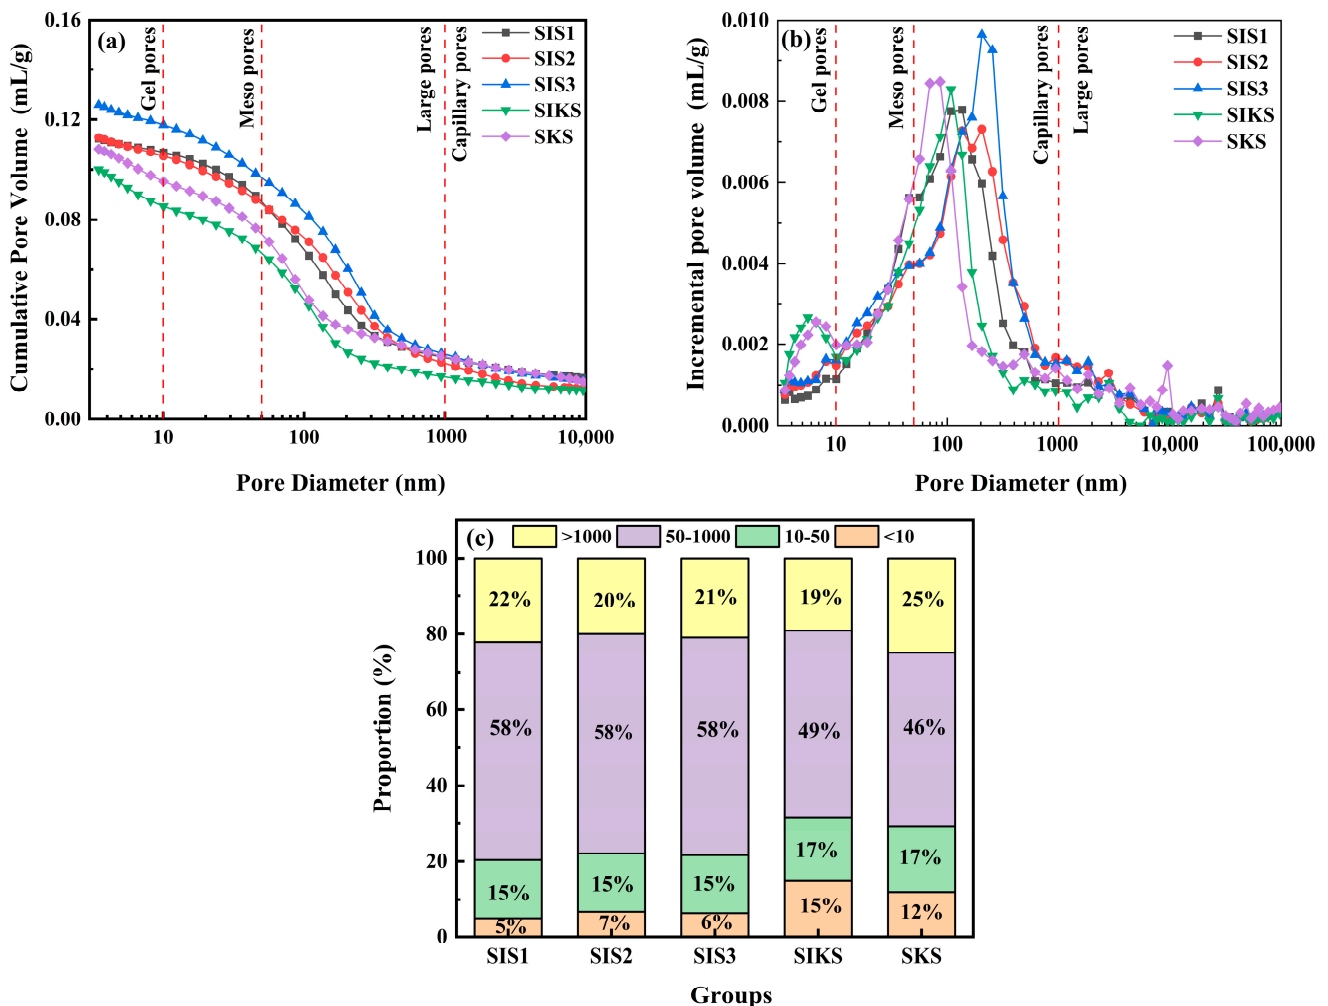 (a)
Cumulative Pore Volume (mL/g)
0.16
0.12
0.08
0.04
0.00
Gel pores
Meso pores
Large pores
Capillary pores
SIS1
SIS2
SIS3
SIKS
SKS
10
100
1000
10,000
Pore Diameter (nm)
(b)
Incremental pore volume (mL/g)
0.010
0.008
0.006
0.004
0.002
0.000
Gel pores
Meso pores
Capillary pores
Large pores
SIS1
SIS2
SIS3
SIKS
SKS
10
100
1000
10,000
100,000
Pore Diameter (nm)
(c)
>1000
50-1000
10-50
<10
Proportion (%)
100
80
60
40
20
0
22%
20%
21%
19%
25%
58%
58%
58%
49%
46%
15%
15%
15%
17%
17%
5%
7%
6%
15%
12%
SIS1
SIS2
SIS3
SIKS
SKS
Groups